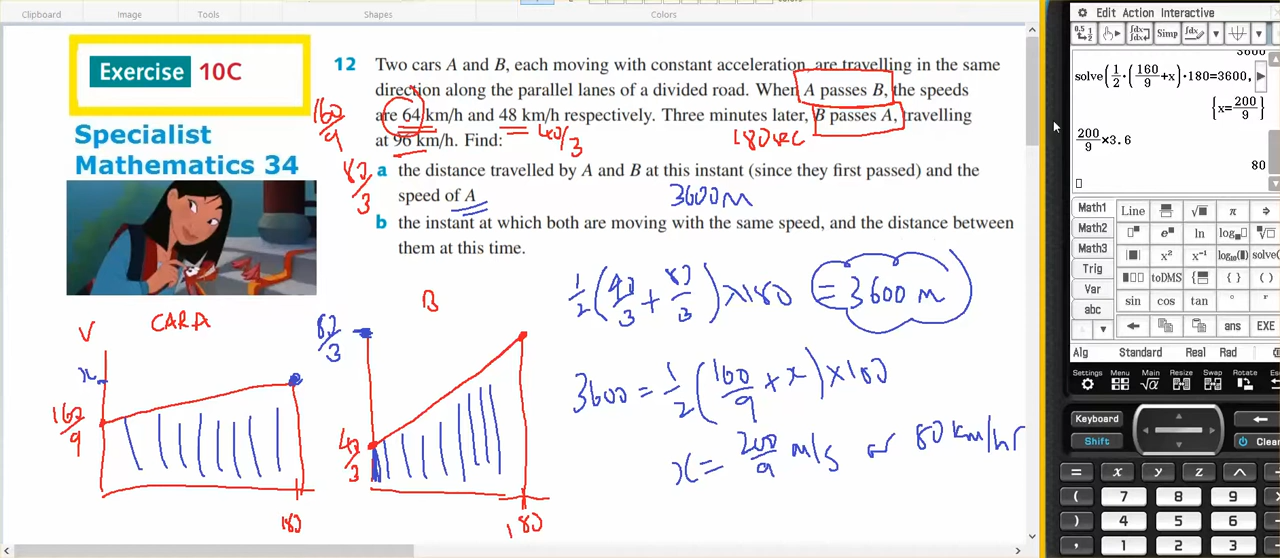 Clipboard Image Tools Shapes Colors
Exercise 10C
Specialist
Mathematics 34
12 Two cars A and B, each moving with constant acceleration, are travelling in the same
direction along the parallel lanes of a divided road. When A passes B, the speeds
are 64 km/h and 48 km/h respectively. Three minutes later, B passes A, travelling
at 96 km/h. Find:
160/9
40/3
180 sec
80/3
a the distance travelled by A and B at this instant (since they first passed) and the
speed of A
3600m
b the instant at which both are moving with the same speed, and the distance between
them at this time.
CAR A
V
x
160/9
180
B
80/3
40/3
180
1/2 (40/3 + 80/3) × 180 = 3600 m
3600 = 1/2 (160/9 + x) × 180
x = 200/9 m/s or 80 km/hr
Edit Action Interactive
Simp
3600
solve(1/2·(160/9+x)·180=3600,
{x=200/9}
200/9×3.6
80
Math1 Line √■ π ⇒
Math2 e■ ln
Math3 |■| x² x⁻¹ log₁₀(■) solve(
Trig toDMS { } ( )
Var sin cos tan ° r
abc ans EXE
Alg Standard Real Rad
Settings Menu Main Resize Swap Rotate
Keyboard
Shift Clear
= x y z ^ ÷
( 7 8 9
) 4 5 6
, 1 2 3